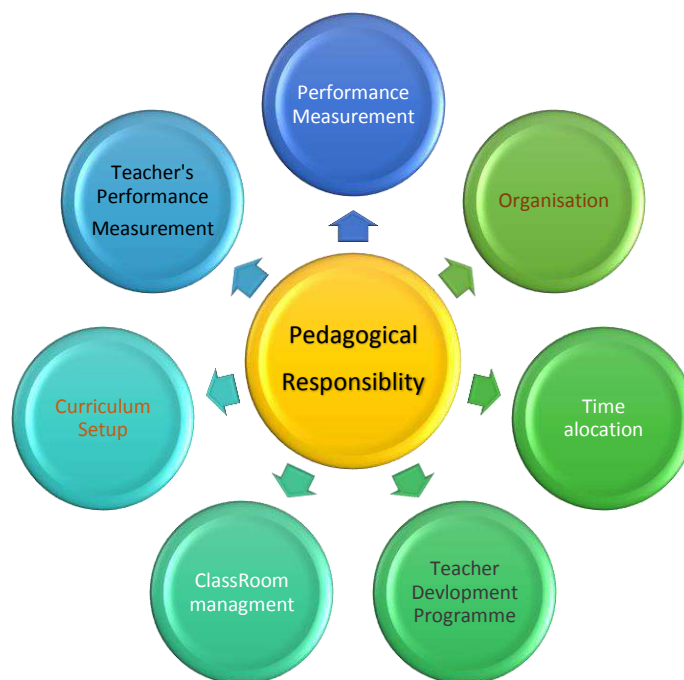 Performance
Measurement
Organisation
Time
alocation
Teacher
Devlopment
Programme
ClassRoom
managment
Curriculum
Setup
Teacher's
Performance
Measurement
Pedagogical
Responsiblity